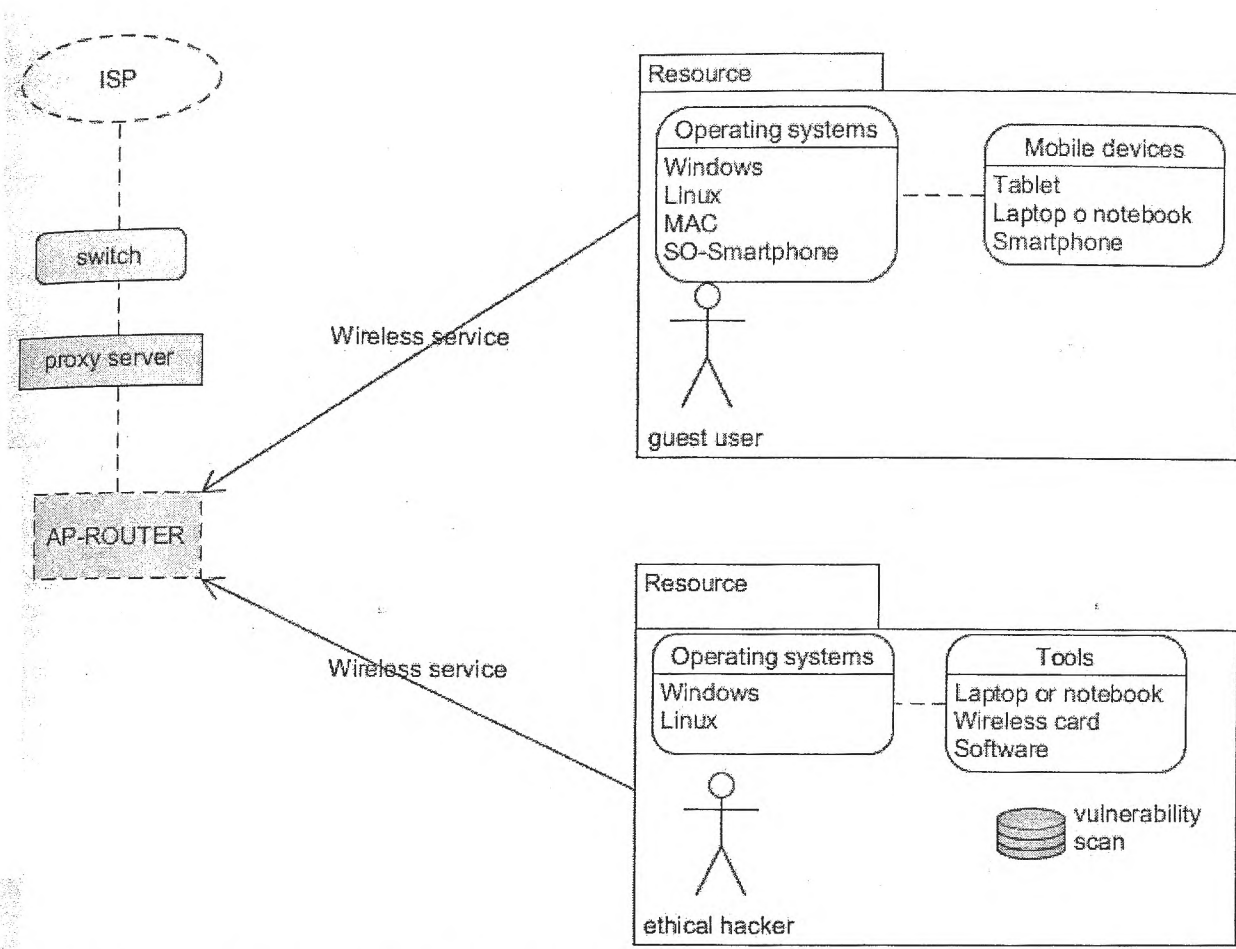 ISP
switch
proxy server
AP-ROUTER
Wireless service
Wireless service
Resource
Operating systems
Windows
Linux
MAC
SO-Smartphone
Mobile devices
Tablet
Laptop o notebook
Smartphone
guest user
Resource
Operating systems
Windows
Linux
Tools
Laptop or notebook
Wireless card
Software
vulnerability
scan
ethical hacker